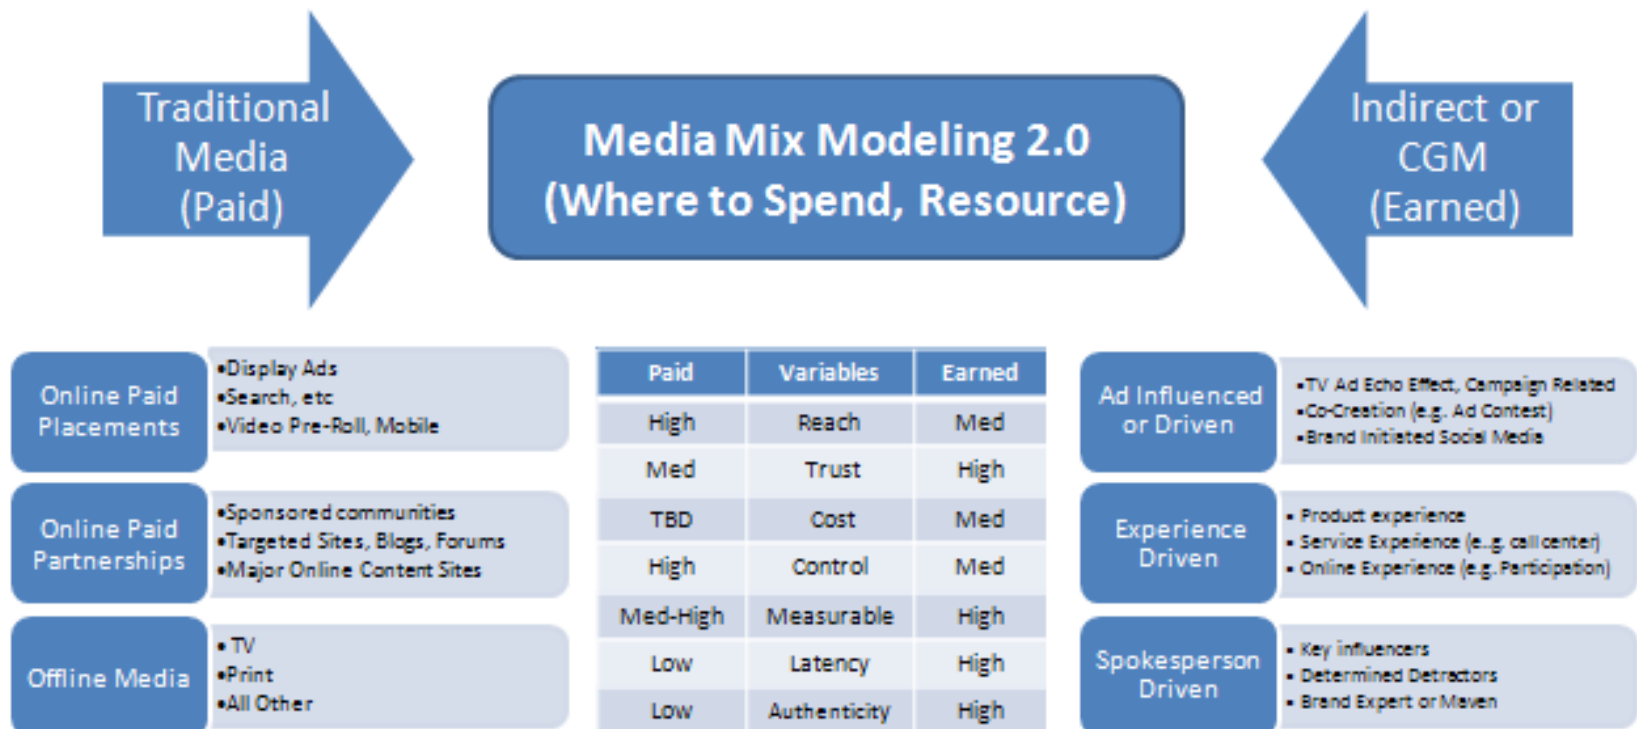 Traditional
Media
(Paid)
Media Mix Modeling 2.0
(Where to Spend, Resource)
Indirect or
CGM
(Earned)
Online Paid
Placements
•Display Ads
•Search, etc
•Video Pre-Roll, Mobile
Online Paid
Partnerships
•Sponsored communities
•Targeted Sites, Blogs, Forums
•Major Online Content Sites
Offline Media
• TV
•Print
•All Other
Paid Variables Earned
High Reach Med
Med Trust High
TBD Cost Med
High Control Med
Med-High Measurable High
Low Latency High
Low Authenticity High
Ad Influenced
or Driven
•TV Ad Echo Effect, Campaign Related
•Co-Creation (e.g. Ad Contest)
•Brand Initiated Social Media
Experience
Driven
• Product experience
• Service Experience (e..g. call center)
• Online Experience (e.g. Participation)
Spokesperson
Driven
• Key influencers
• Determined Detractors
• Brand Expert or Maven